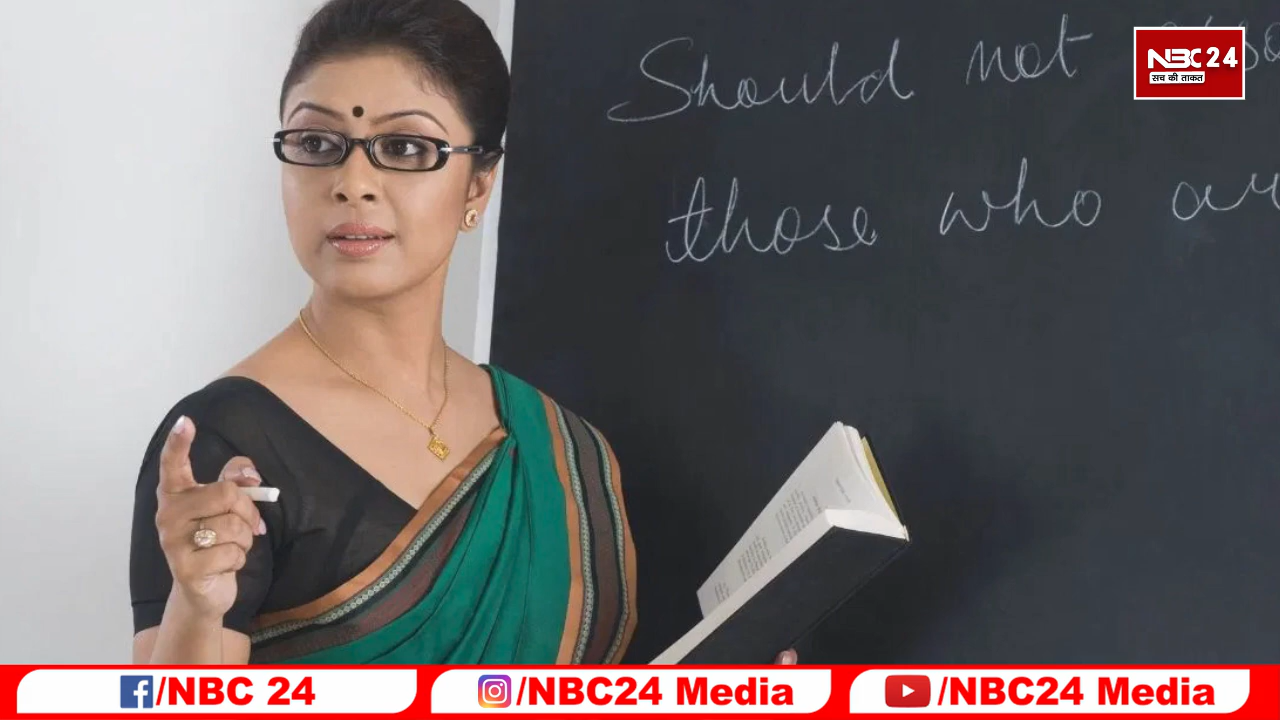 Should not
those who
NBC 24
सच की ताकत
/NBC 24
/NBC24 Media
/NBC24 Media